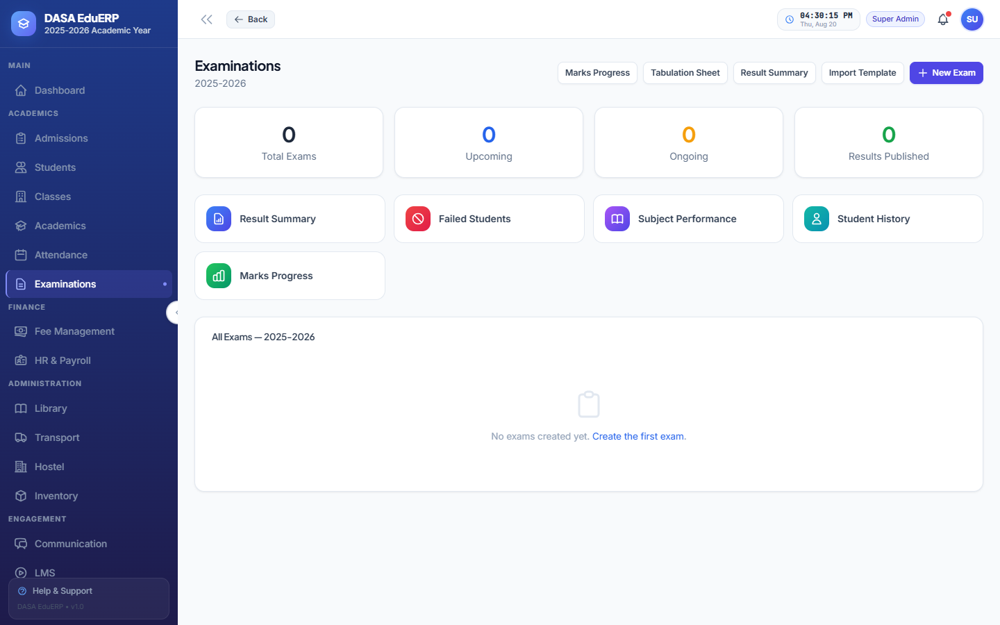 DASA EduERP
2025-2026 Academic Year
MAIN
Dashboard
ACADEMICS
Admissions
Students
Classes
Academics
Attendance
Examinations
FINANCE
Fee Management
HR & Payroll
ADMINISTRATION
Library
Transport
Hostel
Inventory
ENGAGEMENT
Communication
LMS
Help & Support
DASA EduERP • v1.0
Back
04:30:15 PM
Thu, Aug 20
Super Admin
SU
Examinations
2025-2026
Marks Progress
Tabulation Sheet
Result Summary
Import Template
New Exam
0
Total Exams
0
Upcoming
0
Ongoing
0
Results Published
Result Summary
Failed Students
Subject Performance
Student History
Marks Progress
All Exams — 2025-2026
No exams created yet. Create the first exam.